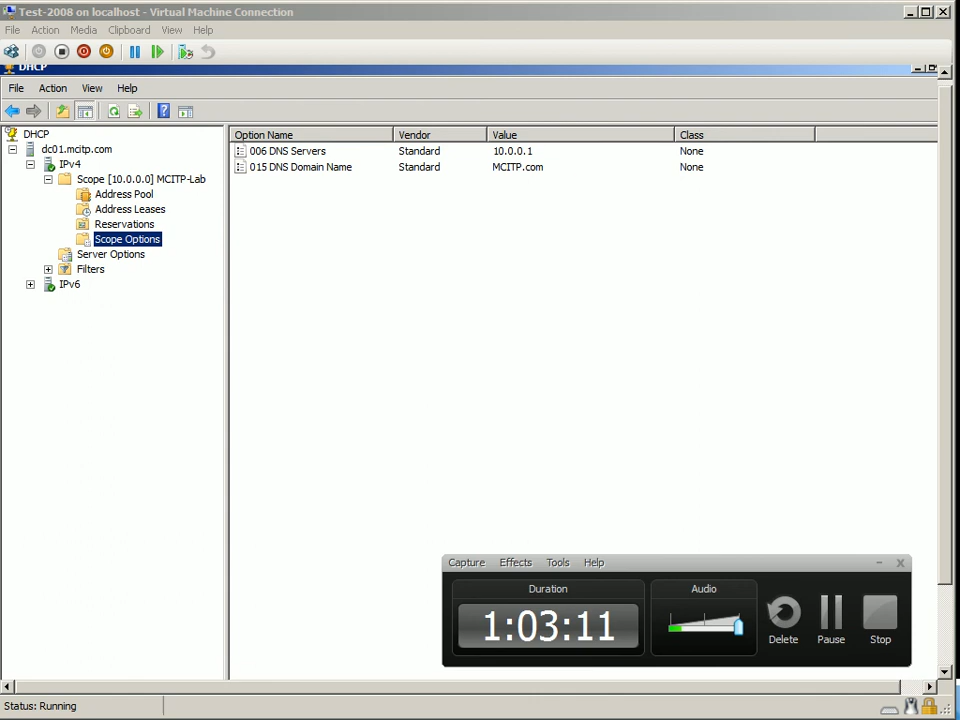 Test-2008 on localhost - Virtual Machine Connection
File Action Media Clipboard View Help
DHCP
File Action View Help
DHCP
dc01.mcitp.com
IPv4
Scope [10.0.0.0] MCITP-Lab
Address Pool
Address Leases
Reservations
Scope Options
Server Options
Filters
IPv6
Option Name Vendor Value Class
006 DNS Servers Standard 10.0.0.1 None
015 DNS Domain Name Standard MCITP.com None
Capture Effects Tools Help
Duration Audio
1:03:11
Delete Pause Stop
Status: Running